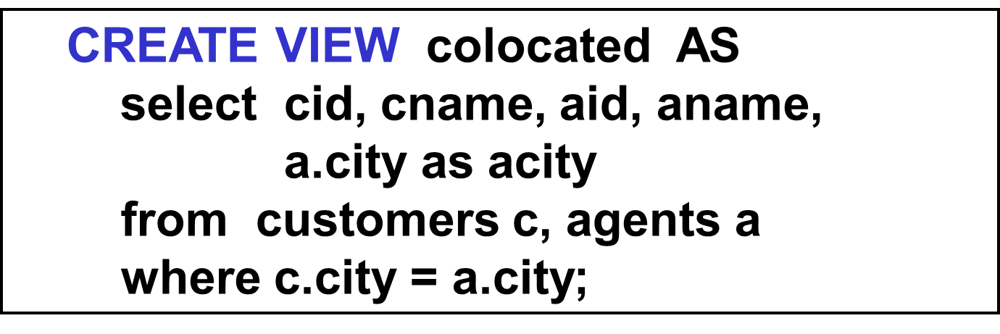 CREATE VIEW colocated AS
select cid, cname, aid, aname,
a.city as acity
from customers c, agents a
where c.city = a.city;